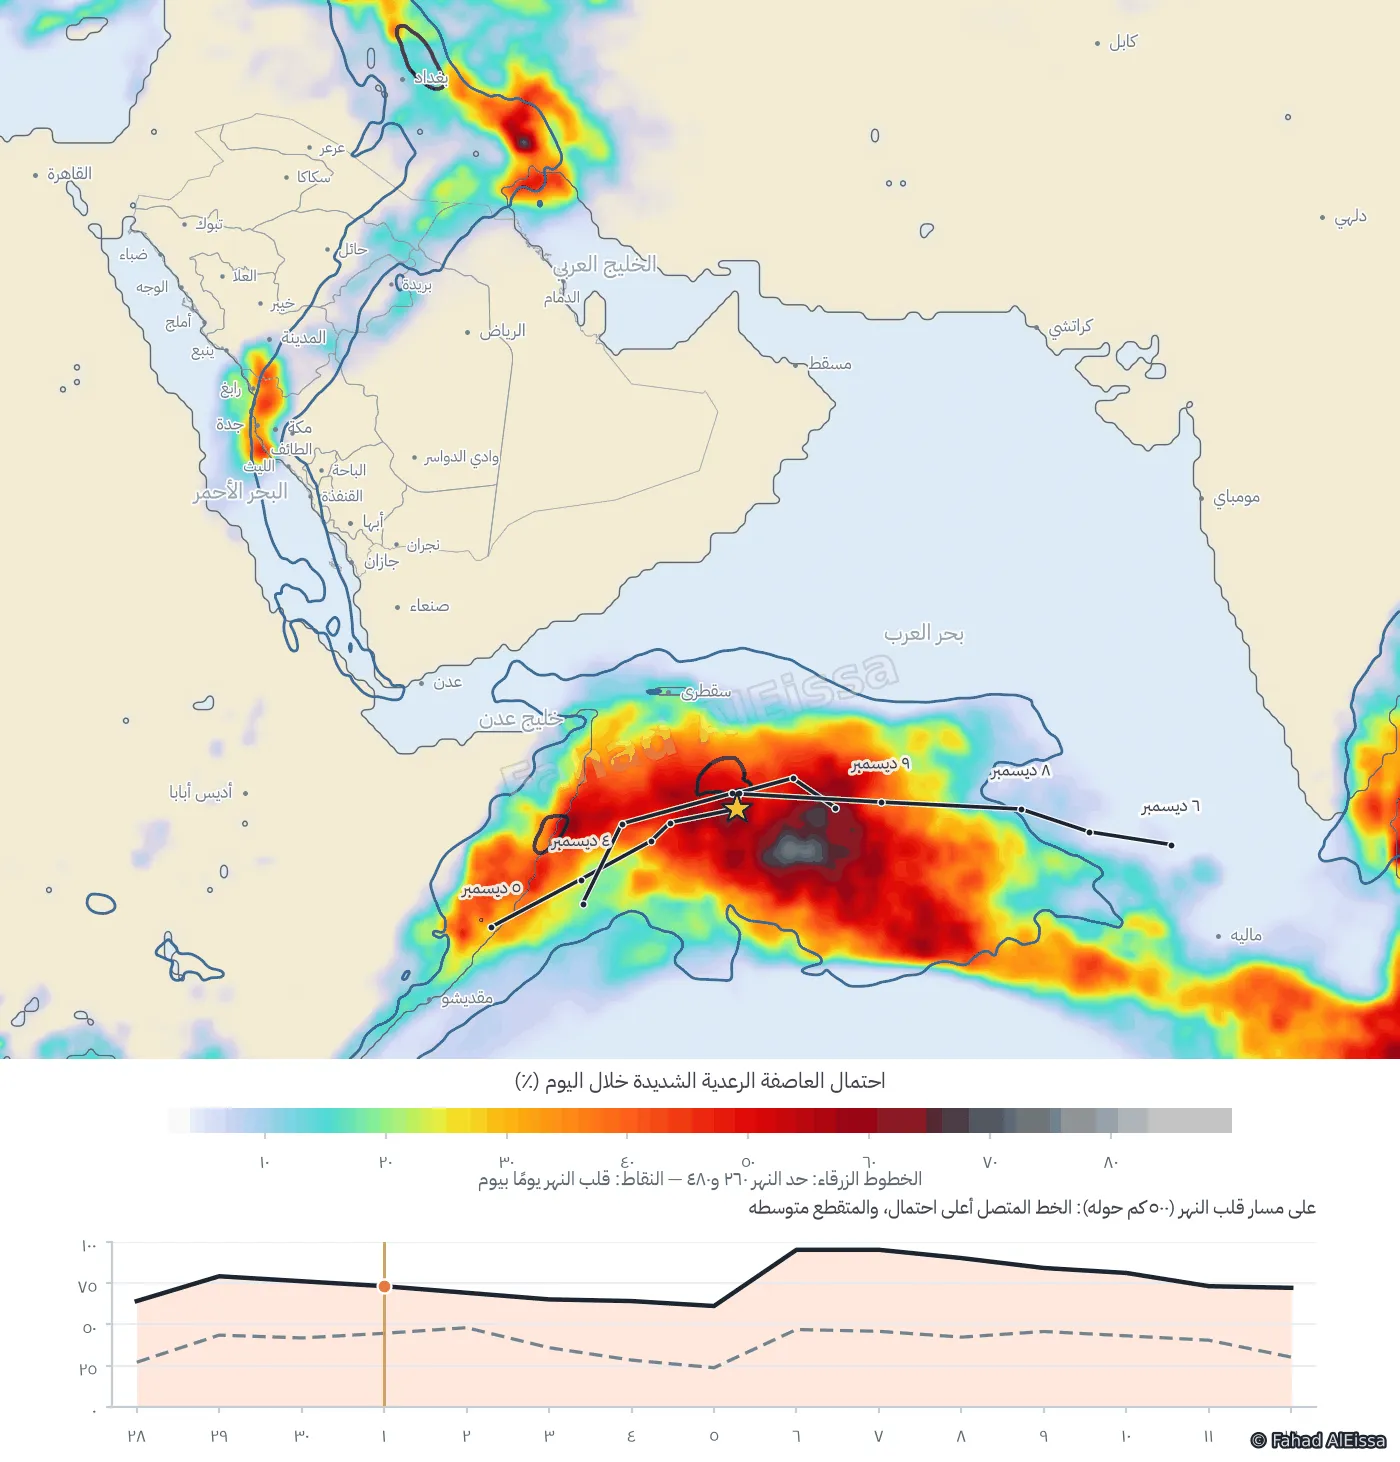 كابل
بغداد
عرعر
القاهرة
سكاكا
دلهي
تبوك
حائل
ضباء
الخليج العربي
العلا
بريدة
الوجه
الدمام
خيبر
أملج
كراتشي
الرياض
المدينة
ينبع
مسقط
رابغ
جدة
مكة
الطائف
وادي الدواسر
الليث
الباحة
البحر الأحمر
القنفذة
مومباي
أبها
نجران
جازان
صنعاء
بحر العرب
عدن
سقطرى
Fahad AlEissa
خليج عدن
٩ ديسمبر
٨ ديسمبر
أديس أبابا
٦ ديسمبر
٤ ديسمبر
٥ ديسمبر
ماليه
مقديشو
احتمال العاصفة الرعدية الشديدة خلال اليوم (٪)
١٠ ٢٠ ٣٠ ٤٠ ٥٠ ٦٠ ٧٠ ٨٠
الخطوط الزرقاء: حد النهر ٢٦٠ و٤٨٠ — النقاط: قلب النهر يومًا بيوم
على مسار قلب النهر (٥٠٠ كم حوله): الخط المتصل أعلى احتمال، والمتقطع متوسطه
١٠٠
٧٥
٥٠
٢٥
٠
٢٨ ٢٩ ٣٠ ١ ٢ ٣ ٤ ٥ ٦ ٧ ٨ ٩ ١٠ ١١
© Fahad AlEissa